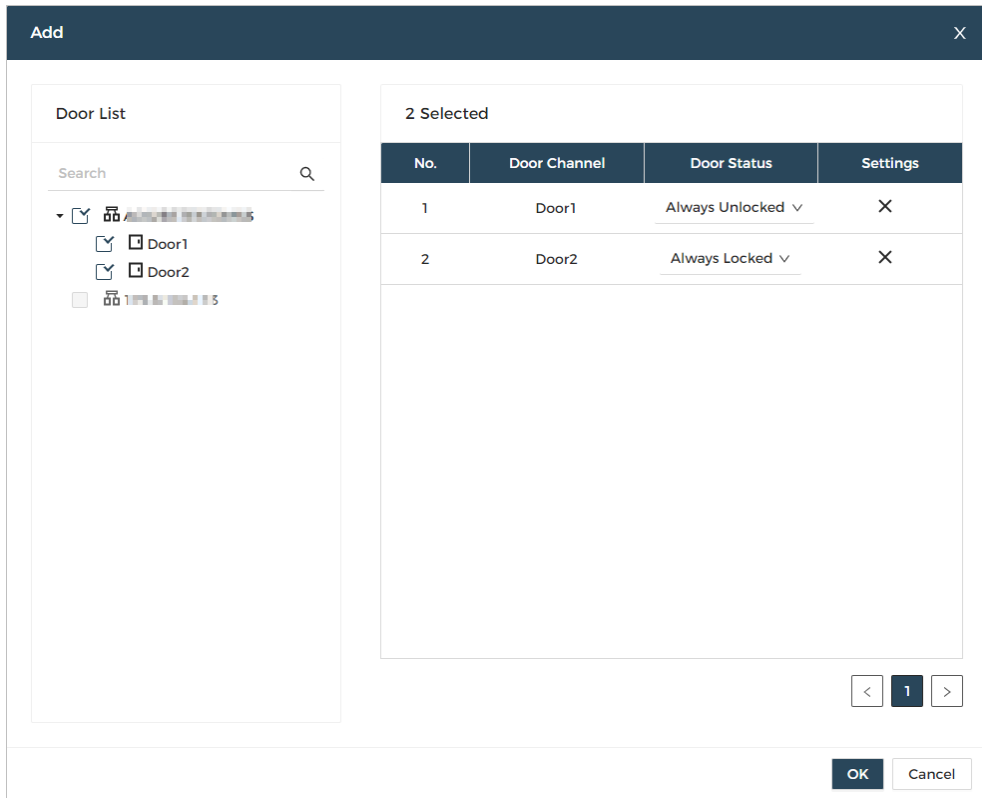 Add X
Door List
Search
Door1
Door2
2 Selected
No. Door Channel Door Status Settings
1 Door1 Always Unlocked
2 Door2 Always Locked
< 1 >
OK Cancel